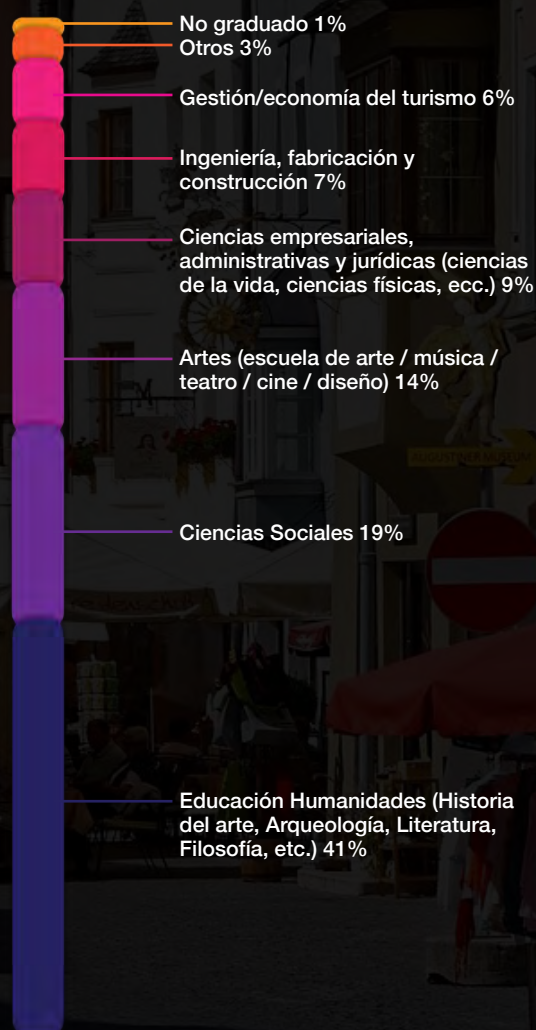 No graduado 1%
Otros 3%
Gestión/economía del turismo 6%
Ingeniería, fabricación y
construcción 7%
Ciencias empresariales,
administrativas y jurídicas (ciencias
de la vida, ciencias físicas, ecc.) 9%
Artes (escuela de arte / música /
teatro / cine / diseño) 14%
AUGUSTINER MUSEUM
Ciencias Sociales 19%
Educación Humanidades (Historia
del arte, Arqueología, Literatura,
Filosofía, etc.) 41%